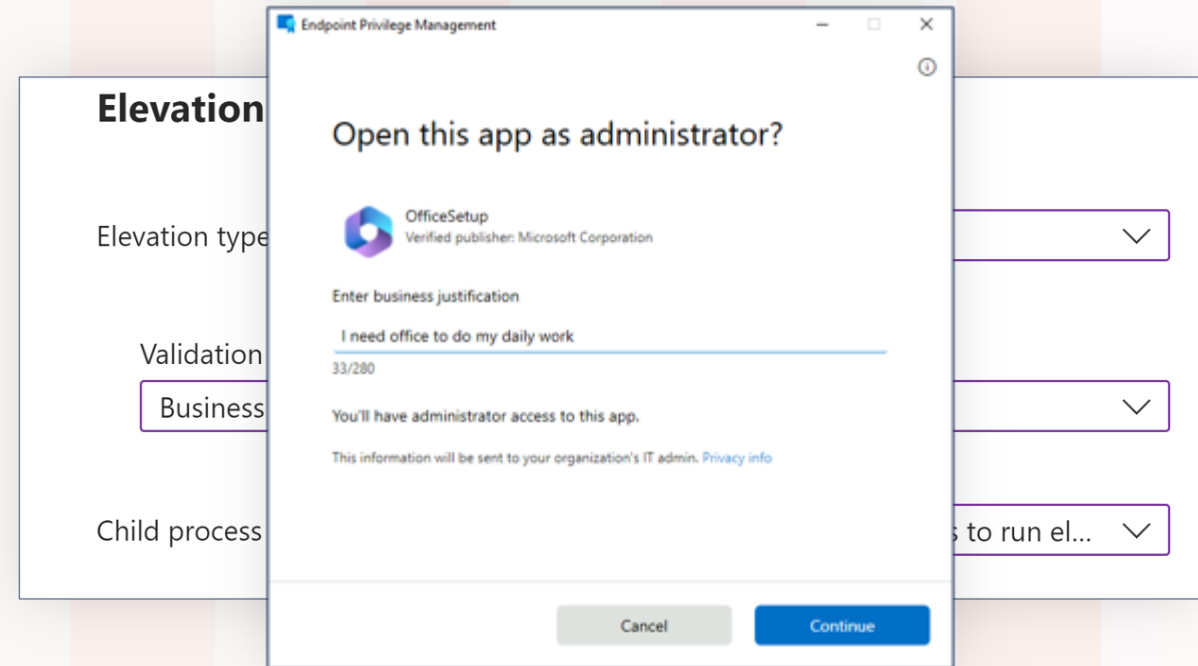 Endpoint Privilege Management
Elevation
Open this app as administrator?
OfficeSetup
Verified publisher: Microsoft Corporation
Elevation type
Enter business justification
I need office to do my daily work
33/280
Validation
Business
You'll have administrator access to this app.
This information will be sent to your organization's IT admin. Privacy info
Child process
to run el...
Cancel
Continue